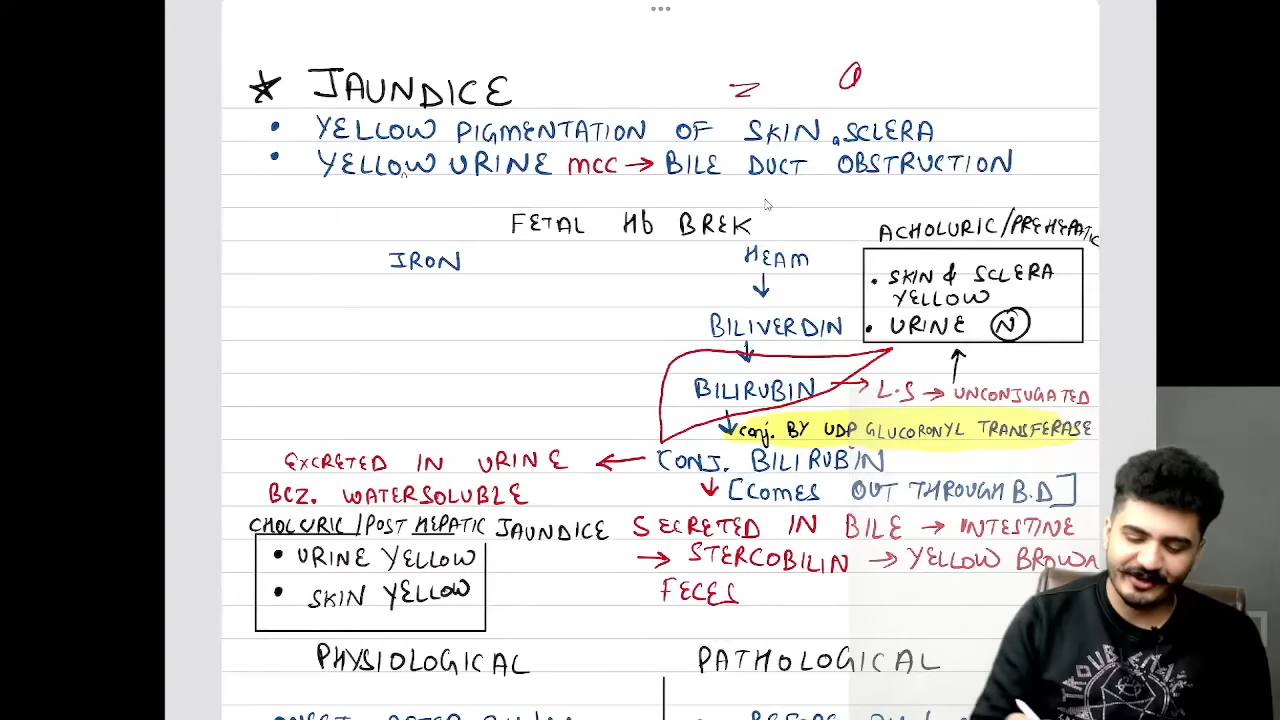 ★ JAUNDICE = 0
• YELLOW PIGMENTATION OF SKIN & SCLERA
• YELLOW URINE MCC → BILE DUCT OBSTRUCTION
FETAL Hb BREK
IRON
HEAM
↓
BILIVERDIN
↓
BILIRUBIN → L.S → UNCONJUGATED
ACHOLURIC/PREHEPATIC
• SKIN & SCLERA
YELLOW
• URINE N
↓ conj. BY UDP GLUCORONYL TRANSFERASE
EXCRETED IN URINE ← CONJ. BILIRUBIN
BCZ. WATERSOLUBLE
↓ [COMES OUT THROUGH B.D]
CHOLURIC/POST HEPATIC JAUNDICE
• URINE YELLOW
• SKIN YELLOW
SECRETED IN BILE → INTESTINE
→ STERCOBILIN → YELLOW BROWN
FECES
PHYSIOLOGICAL
PATHOLOGICAL
TROUBLEMAKER